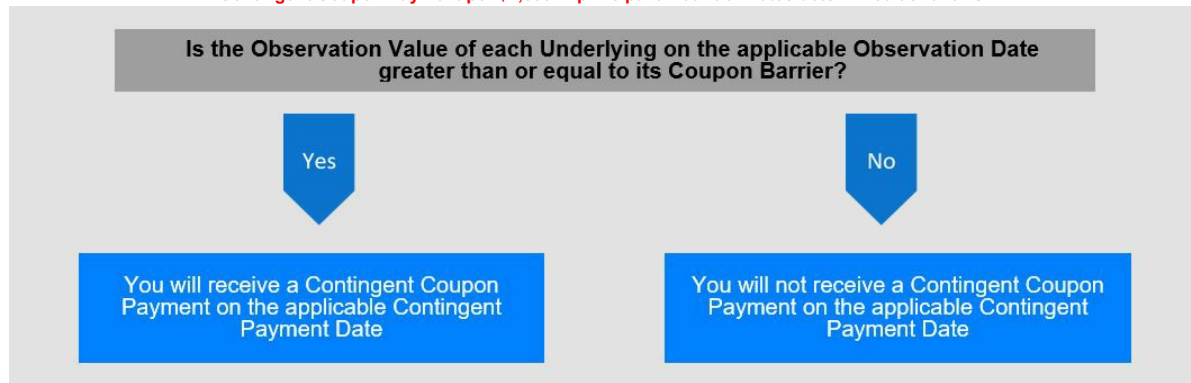 Is the Observation Value of each Underlying on the applicable Observation Date
greater than or equal to its Coupon Barrier?
Yes
No
You will receive a Contingent Coupon
Payment on the applicable Contingent
Payment Date
You will not receive a Contingent Coupon
Payment on the applicable Contingent
Payment Date